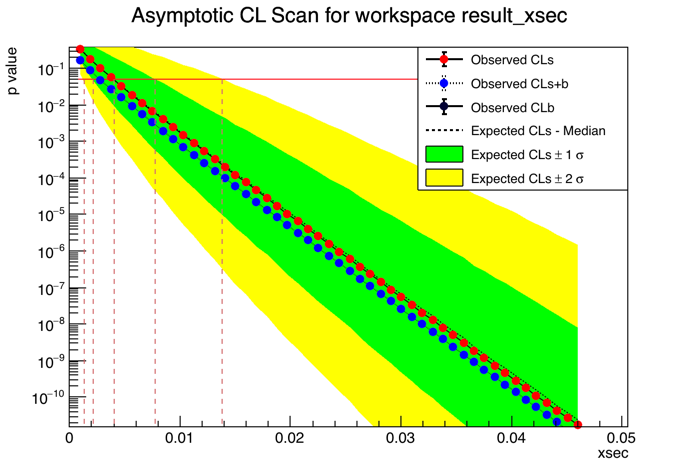 Asymptotic CL Scan for workspace result_xsec
p value
Observed CLs
Observed CLs+b
Observed CLb
Expected CLs - Median
Expected CLs ± 1 σ
Expected CLs ± 2 σ
10⁻¹
10⁻²
10⁻³
10⁻⁴
10⁻⁵
10⁻⁶
10⁻⁷
10⁻⁸
10⁻⁹
10⁻¹⁰
0 0.01 0.02 0.03 0.04 0.05
xsec